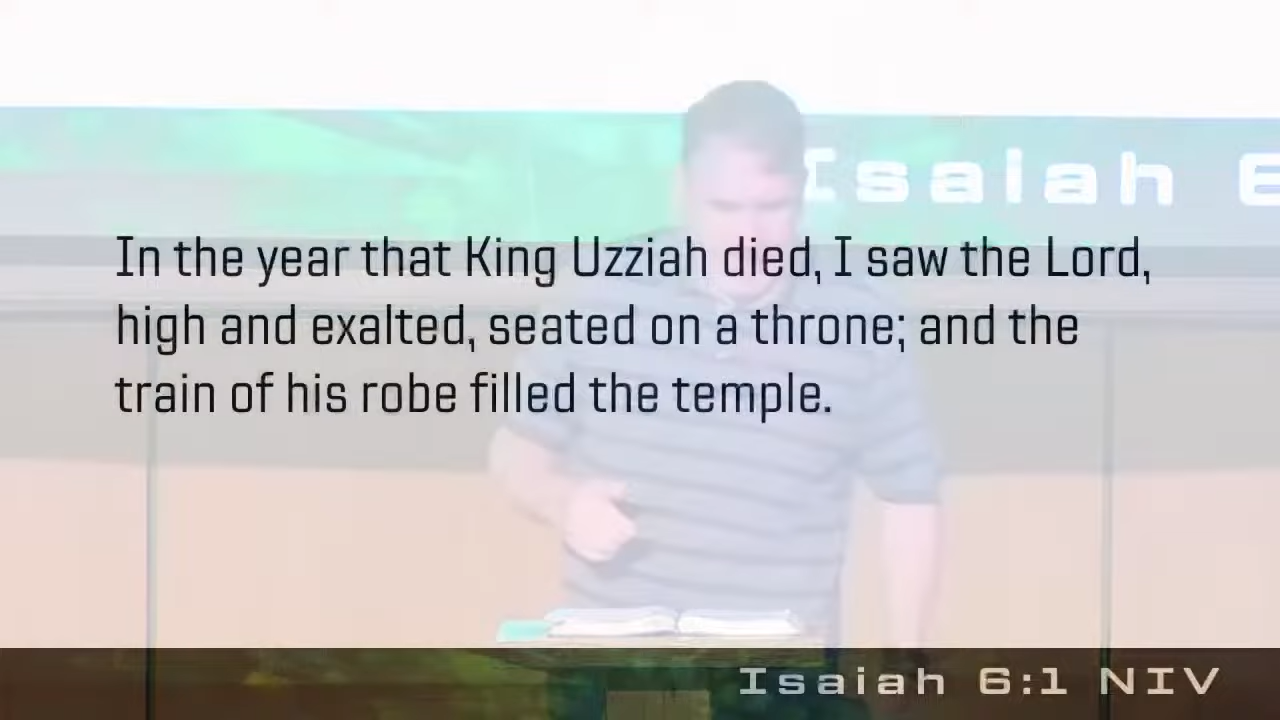 Isaiah 6
In the year that King Uzziah died, I saw the Lord,
high and exalted, seated on a throne; and the
train of his robe filled the temple.
Isaiah 6:1 NIV